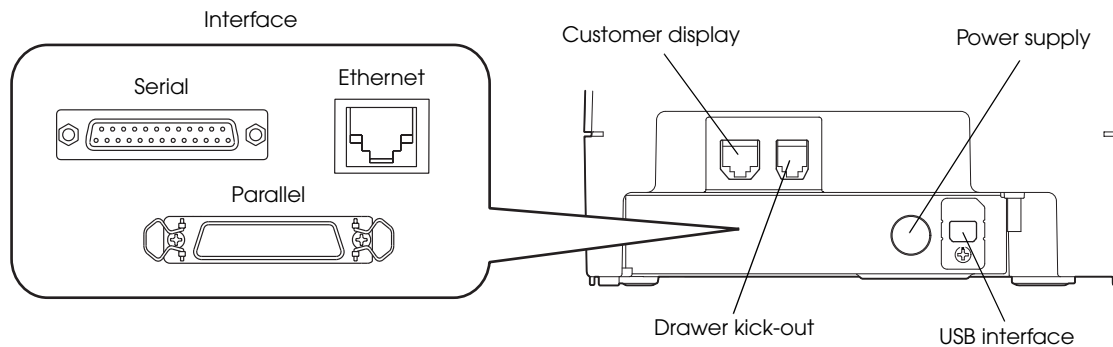 Interface
Serial
Ethernet
Parallel
Customer display
Power supply
Drawer kick-out
USB interface